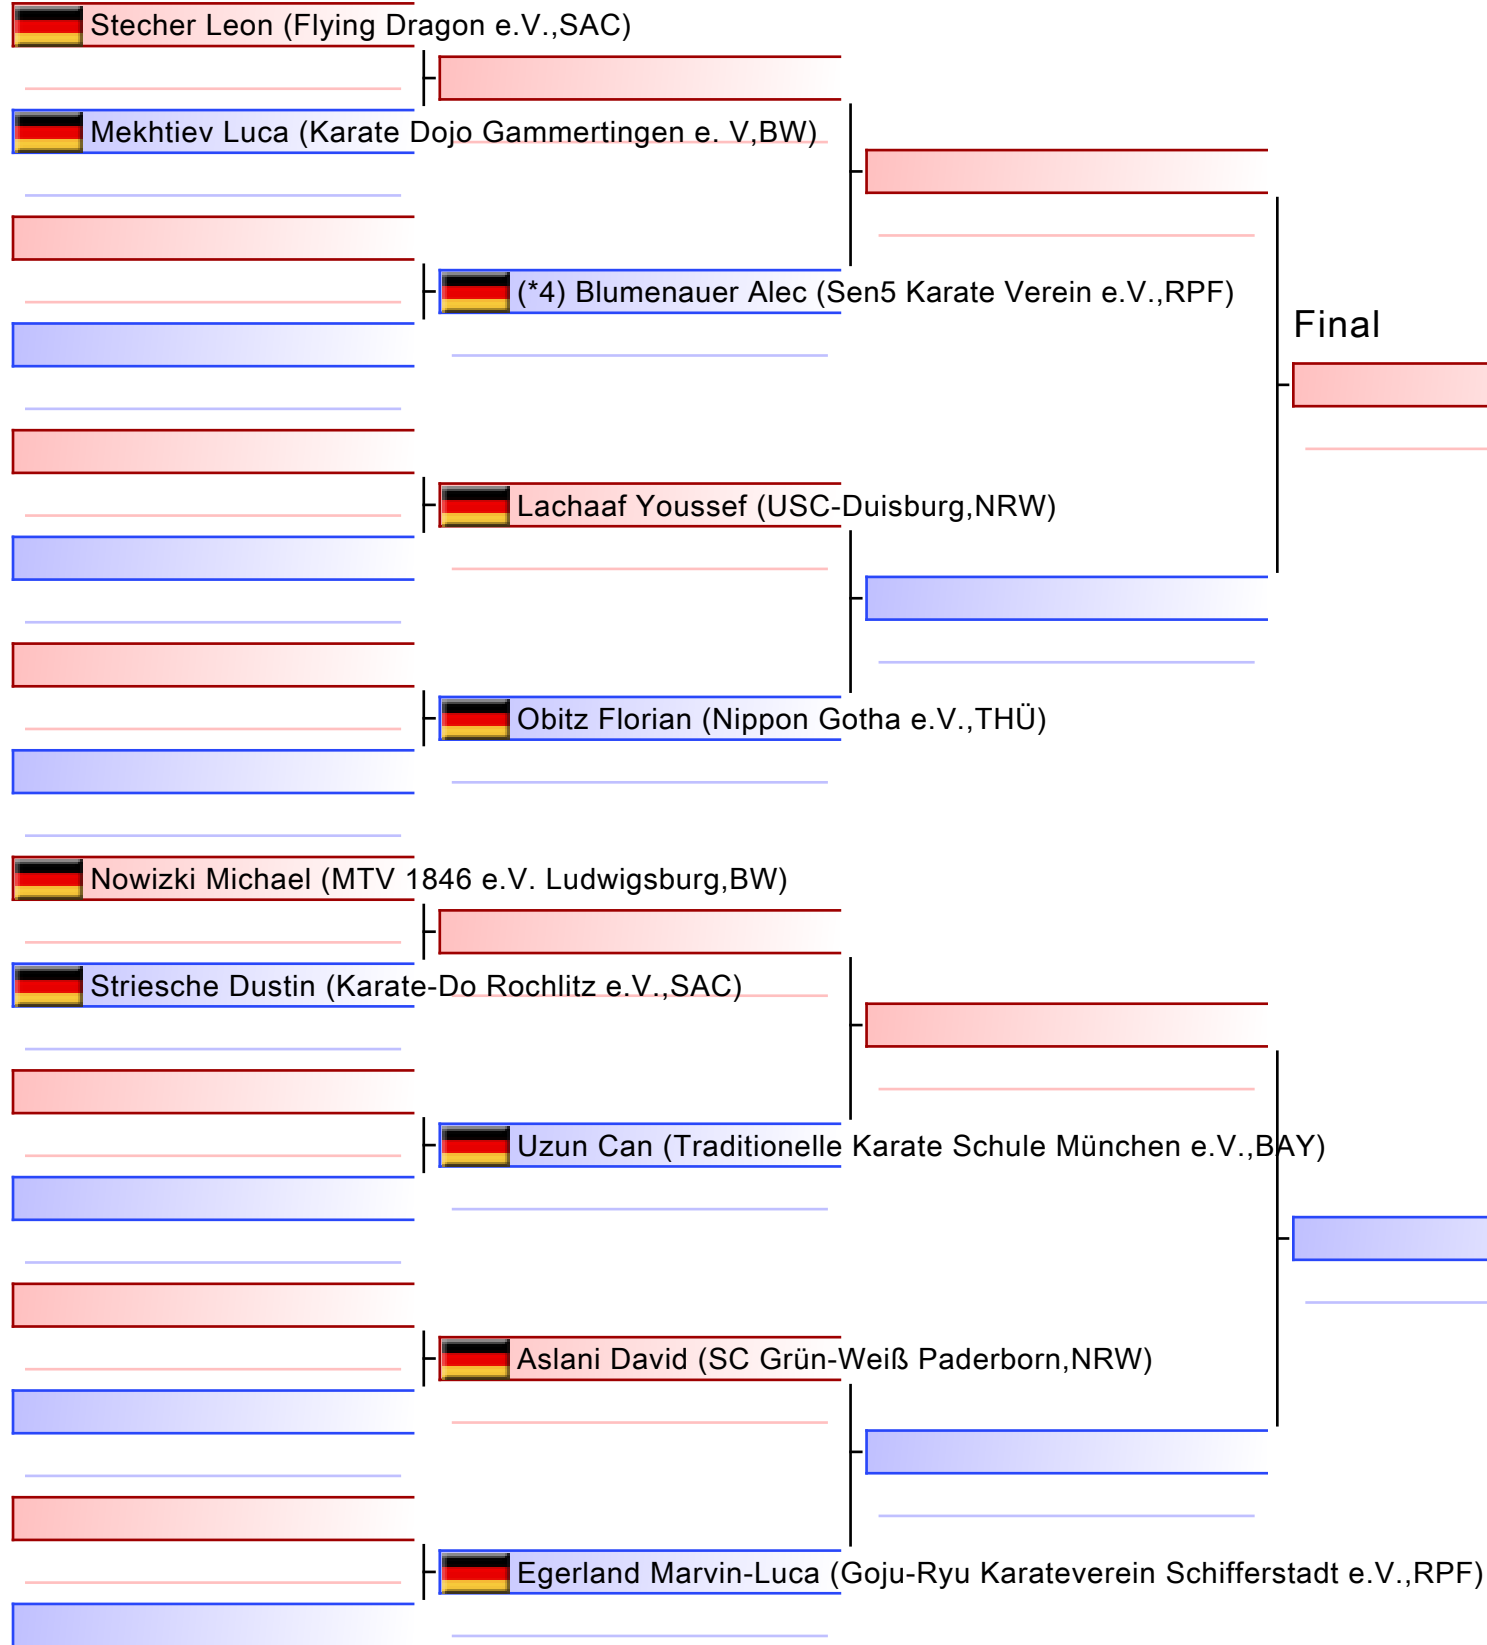 Stecher Leon (Flying Dragon e.V.,SAC)
Mekhtiev Luca (Karate Dojo Gammertingen e. V,BW)
(*4) Blumenauer Alec (Sen5 Karate Verein e.V.,RPF)
Final
Lachaaf Youssef (USC-Duisburg,NRW)
Obitz Florian (Nippon Gotha e.V.,THÜ)
Nowizki Michael (MTV 1846 e.V. Ludwigsburg,BW)
Striesche Dustin (Karate-Do Rochlitz e.V.,SAC)
Uzun Can (Traditionelle Karate Schule München e.V.,BAY)
Aslani David (SC Grün-Weiß Paderborn,NRW)
Egerland Marvin-Luca (Goju-Ryu Karateverein Schifferstadt e.V.,RPF)